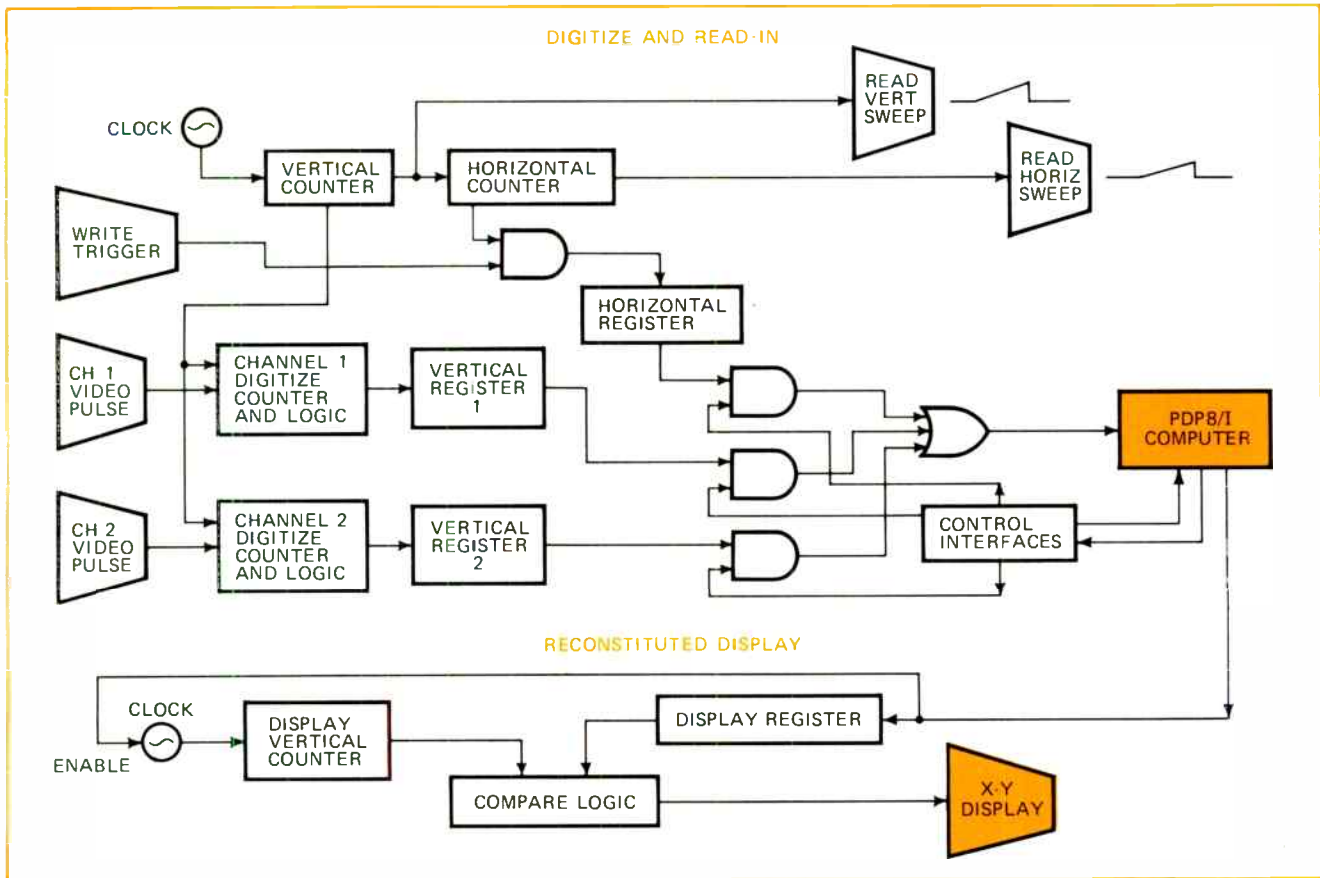 DIGITIZE AND READ-IN
READ
VERT
SWEEP
CLOCK
VERTICAL
COUNTER
HORIZONTAL
COUNTER
READ
HORIZ
SWEEP
WRITE
TRIGGER
HORIZONTAL
REGISTER
CH 1
VIDEO
PULSE
CHANNEL 1
DIGITIZE
COUNTER
AND LOGIC
VERTICAL
REGISTER
1
PDP8/I
COMPUTER
CH 2
VIDEO
PULSE
CHANNEL 2
DIGITIZE
COUNTER
AND LOGIC
VERTICAL
REGISTER
2
CONTROL
INTERFACES
RECONSTITUTED DISPLAY
CLOCK
ENABLE
DISPLAY
VERTICAL
COUNTER
DISPLAY REGISTER
COMPARE LOGIC
X-Y
DISPLAY